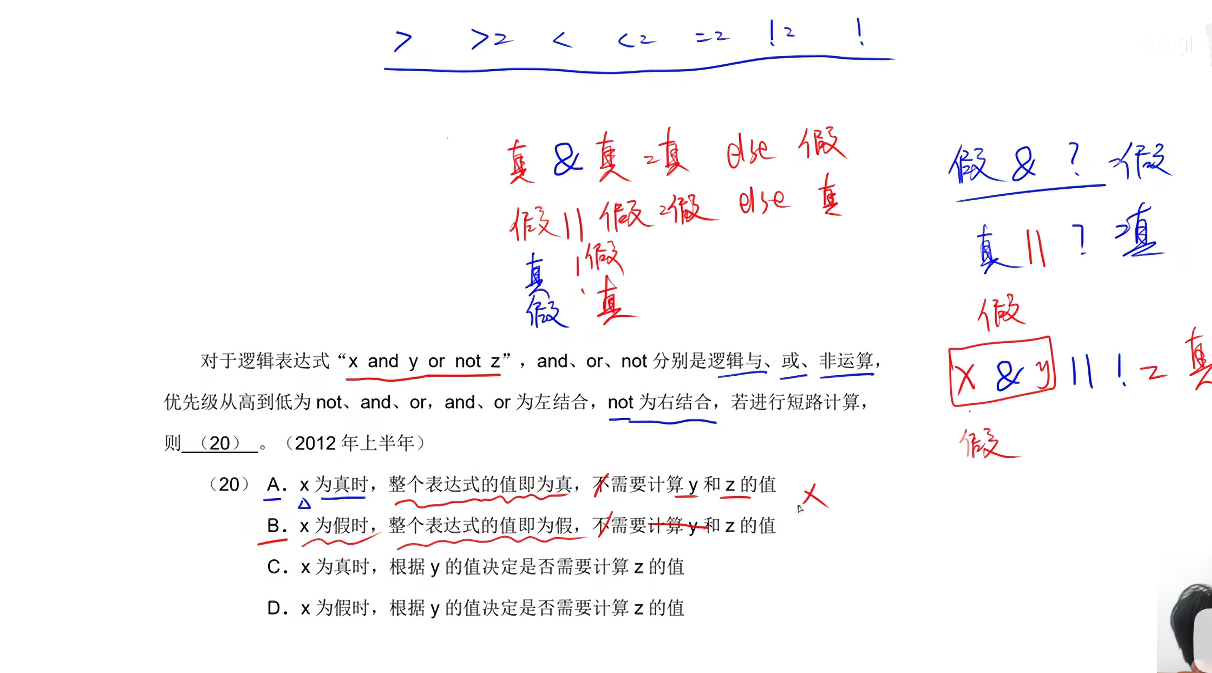 > >= < <= == != !
真 & 真 = 真 else 假
假 || 假 = 假 else 真
真 ! 假
假 真
假 & ? = 假
真 || ? = 真
假
x & y || ! = 真
假
对于逻辑表达式“x and y or not z”，and、or、not 分别是逻辑与、或、非运算，
优先级从高到低为 not、and、or，and、or 为左结合，not 为右结合，若进行短路计算，
则（20）。（2012 年上半年）
（20） A．x 为真时，整个表达式的值即为真，不需要计算 y 和 z 的值 ×
B．x 为假时，整个表达式的值即为假，不需要计算 y 和 z 的值
C．x 为真时，根据 y 的值决定是否需要计算 z 的值
D．x 为假时，根据 y 的值决定是否需要计算 z 的值